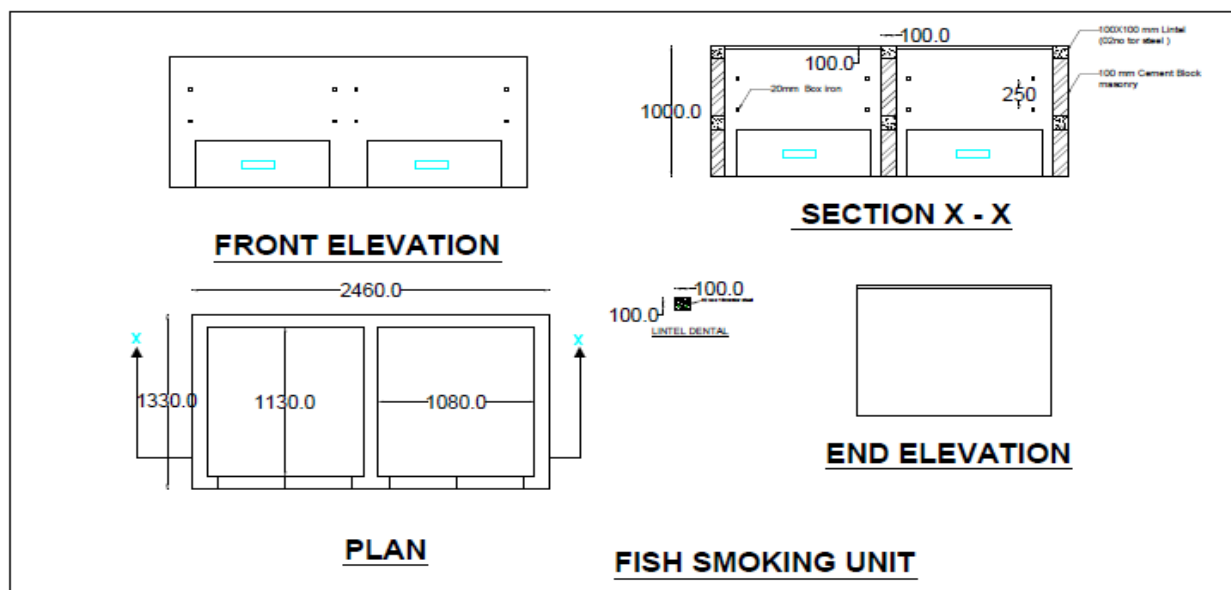 100.0
100X100 mm Lintel
(02no tor steel )
100.0
100 mm Cement Block
masonry
20mm Box Iron
250
1000.0
FRONT ELEVATION
SECTION X - X
2460.0
100.0
100.0
LINTEL DENTAL
X
X
1330.0
1130.0
1080.0
END ELEVATION
PLAN
FISH SMOKING UNIT